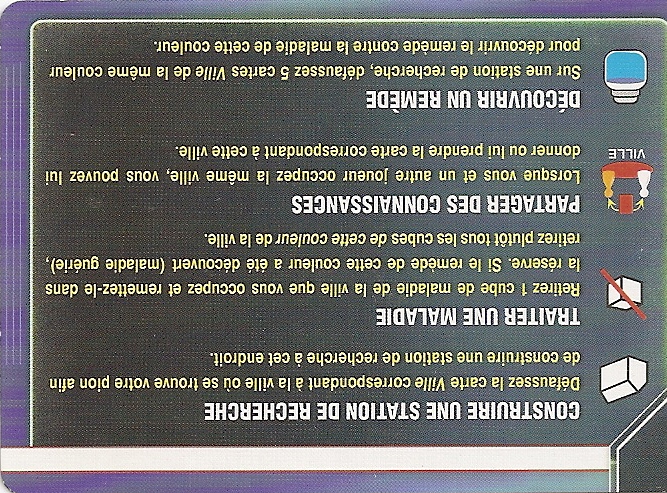 CONSTRUIRE UNE STATION DE RECHERCHE
Défaussez la carte Ville correspondant à la ville où se trouve votre pion afin
de construire une station de recherche à cet endroit.
TRAITER UNE MALADIE
Retirez 1 cube de maladie de la ville que vous occupez et remettez-le dans
la réserve. Si le remède de cette couleur a été découvert (maladie guérie),
retirez plutôt tous les cubes de cette couleur de la ville.
PARTAGER DES CONNAISSANCES
Lorsque vous et un autre joueur occupez la même ville, vous pouvez lui
donner ou lui prendre la carte correspondant à cette ville.
VILLE
DÉCOUVRIR UN REMÈDE
Sur une station de recherche, défaussez 5 cartes Ville de la même couleur
pour découvrir le remède contre la maladie de cette couleur.